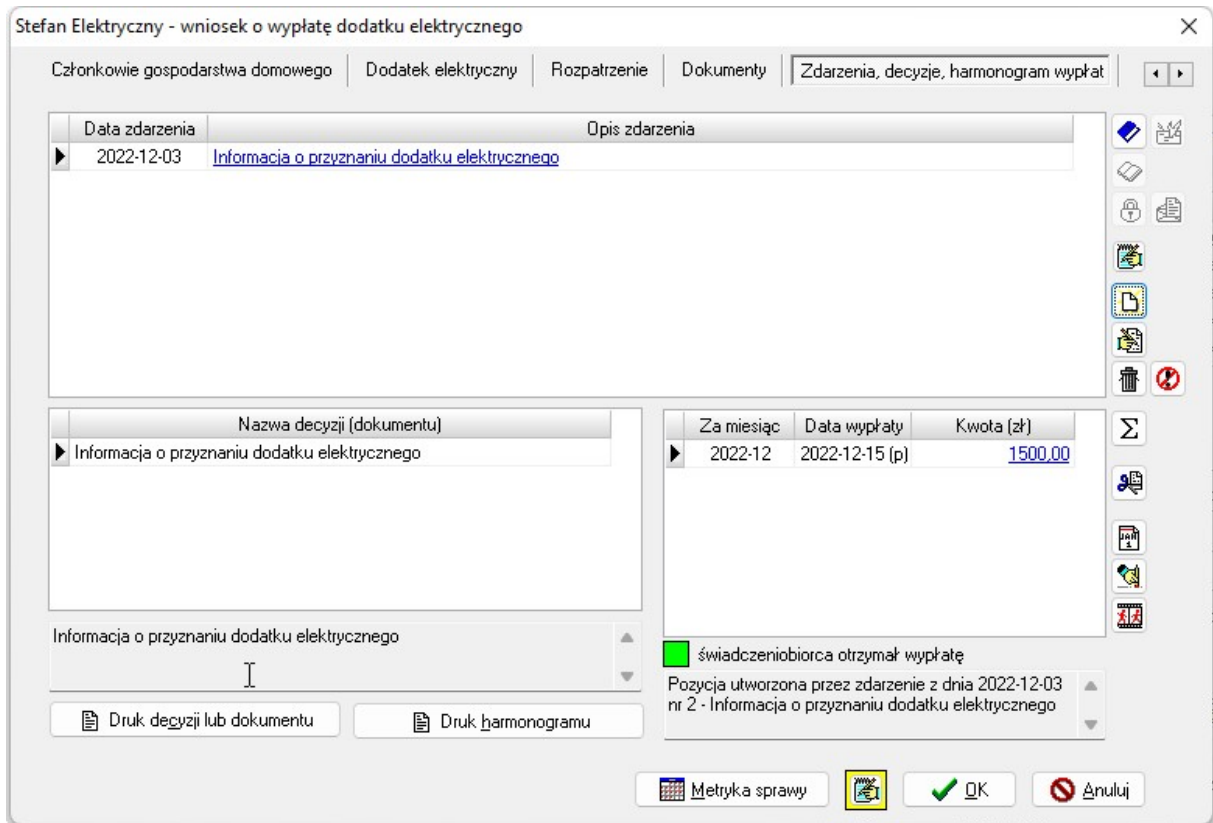 Stefan Elektryczny - wniosek o wypłatę dodatku elektrycznego
Członkowie gospodarstwa domowego Dodatek elektryczny Rozpatrzenie Dokumenty Zdarzenia, decyzje, harmonogram wypłat
Data zdarzenia Opis zdarzenia
2022-12-03 Informacja o przyznaniu dodatku elektrycznego
Nazwa decyzji (dokumentu)
Informacja o przyznaniu dodatku elektrycznego
Za miesiąc Data wypłaty Kwota (zł)
2022-12 2022-12-15 (p) 1500,00
Informacja o przyznaniu dodatku elektrycznego
świadczeniobiorca otrzymał wypłatę
Pozycja utworzona przez zdarzenie z dnia 2022-12-03
nr 2 - Informacja o przyznaniu dodatku elektrycznego
Druk decyzji lub dokumentu Druk harmonogramu
Metryka sprawy OK Anuluj